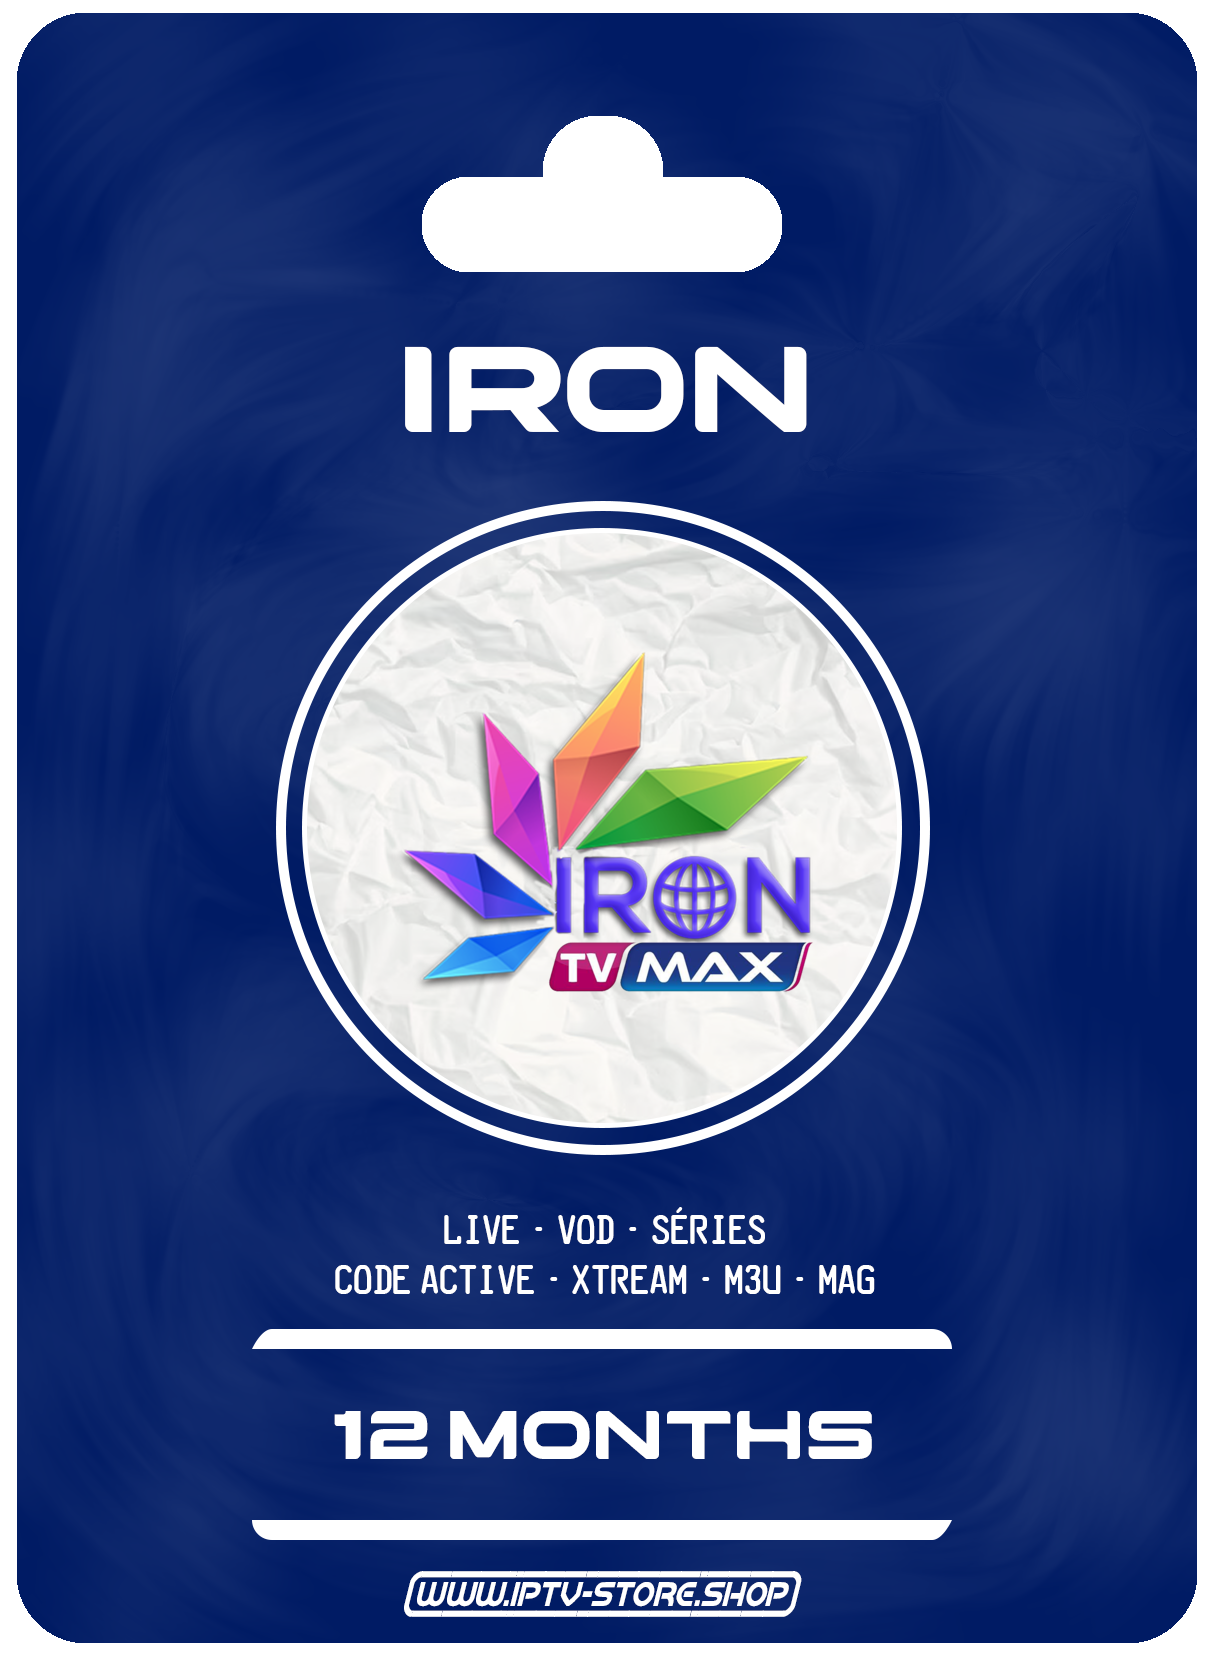 IRON
IRON
TV MAX
LIVE - VOD - SÉRIES
CODE ACTIVE - XTREAM - M3U - MAG
12 MONTHS
WWW.IPTV-STORE.SHOP